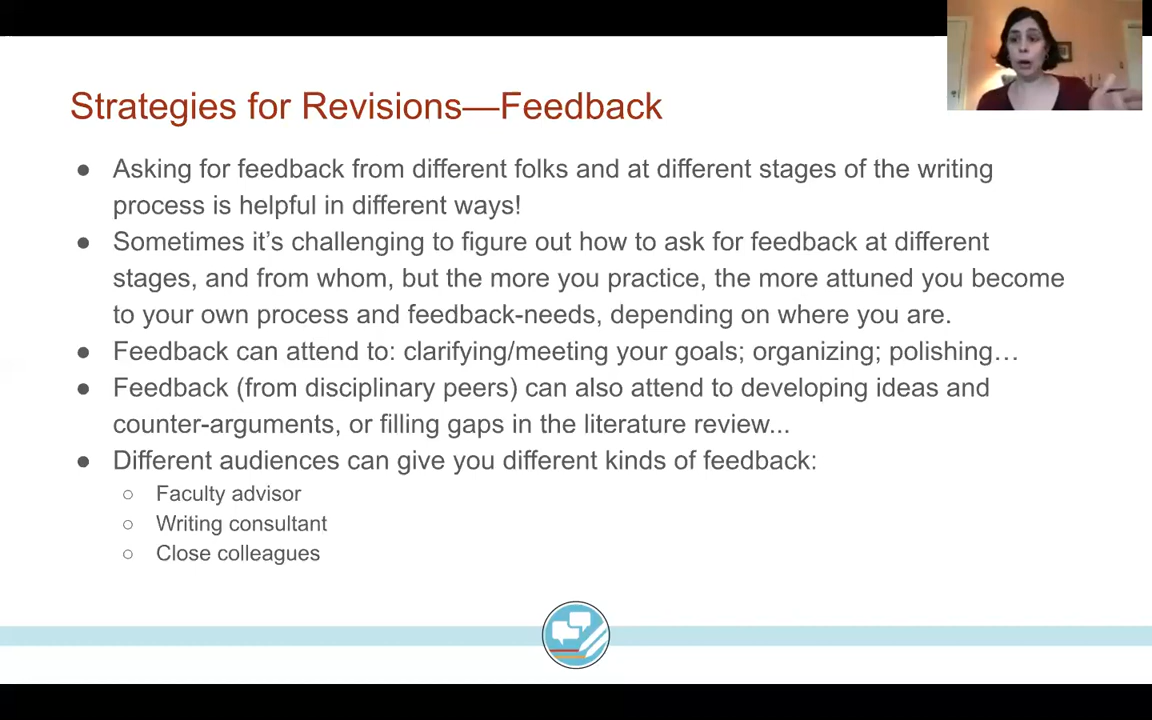 Strategies for Revisions—Feedback
● Asking for feedback from different folks and at different stages of the writing
process is helpful in different ways!
● Sometimes it’s challenging to figure out how to ask for feedback at different
stages, and from whom, but the more you practice, the more attuned you become
to your own process and feedback-needs, depending on where you are.
● Feedback can attend to: clarifying/meeting your goals; organizing; polishing…
● Feedback (from disciplinary peers) can also attend to developing ideas and
counter-arguments, or filling gaps in the literature review...
● Different audiences can give you different kinds of feedback:
○ Faculty advisor
○ Writing consultant
○ Close colleagues